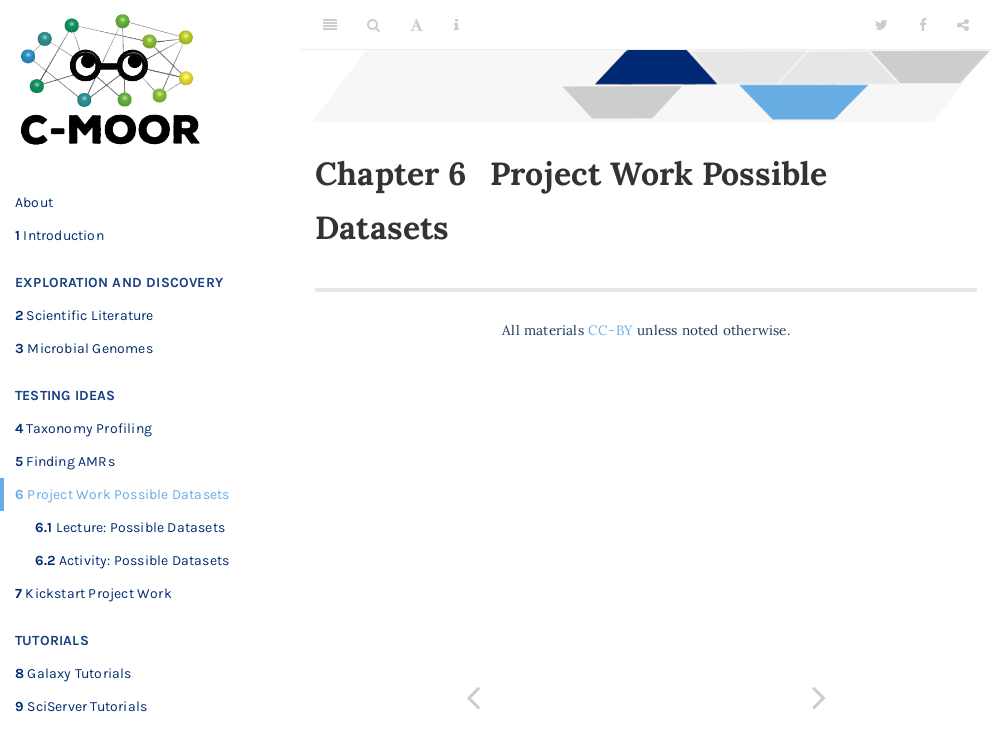 C-MOOR
About
1 Introduction
EXPLORATION AND DISCOVERY
2 Scientific Literature
3 Microbial Genomes
TESTING IDEAS
4 Taxonomy Profiling
5 Finding AMRs
6 Project Work Possible Datasets
6.1 Lecture: Possible Datasets
6.2 Activity: Possible Datasets
7 Kickstart Project Work
TUTORIALS
8 Galaxy Tutorials
9 SciServer Tutorials
Chapter 6 Project Work Possible
Datasets
All materials CC-BY unless noted otherwise.